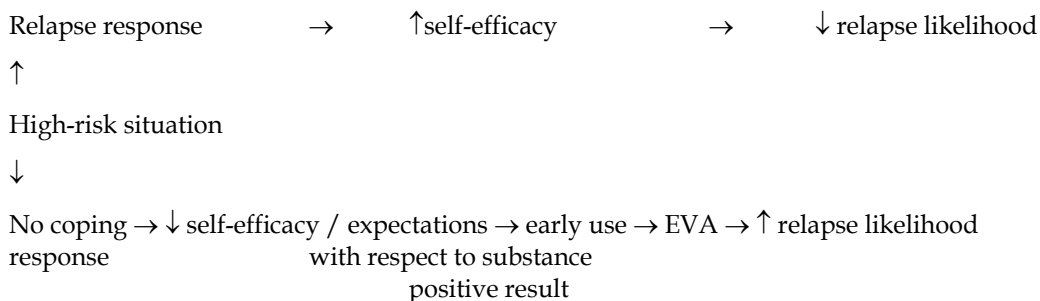 Relapse response → ↑self-efficacy → ↓ relapse likelihood
↑
High-risk situation
↓
No coping → ↓ self-efficacy / expectations → early use → EVA → ↑ relapse likelihood
response with respect to substance
positive result